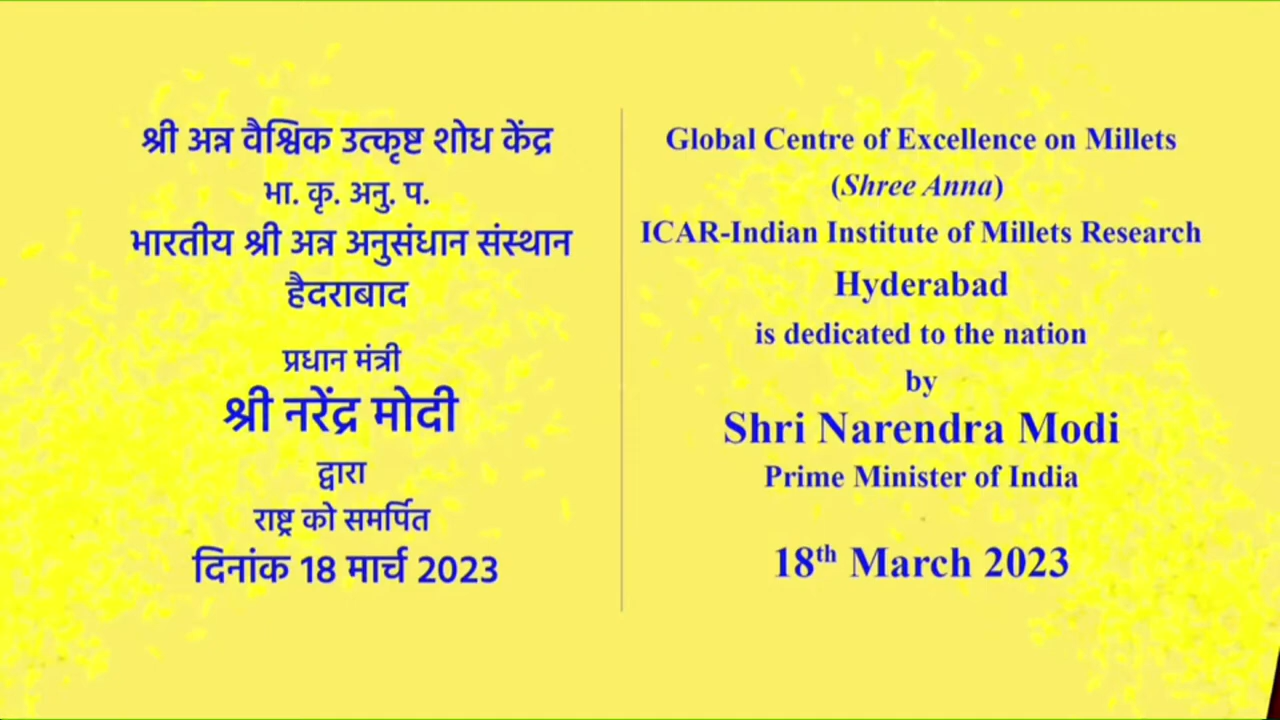 श्री अन्न वैश्विक उत्कृष्ट शोध केंद्र
भा. कृ. अनु. प.
भारतीय श्री अन्न अनुसंधान संस्थान
हैदराबाद
प्रधान मंत्री
श्री नरेंद्र मोदी
द्वारा
राष्ट्र को समर्पित
दिनांक 18 मार्च 2023
Global Centre of Excellence on Millets
(Shree Anna)
ICAR-Indian Institute of Millets Research
Hyderabad
is dedicated to the nation
by
Shri Narendra Modi
Prime Minister of India
18th March 2023